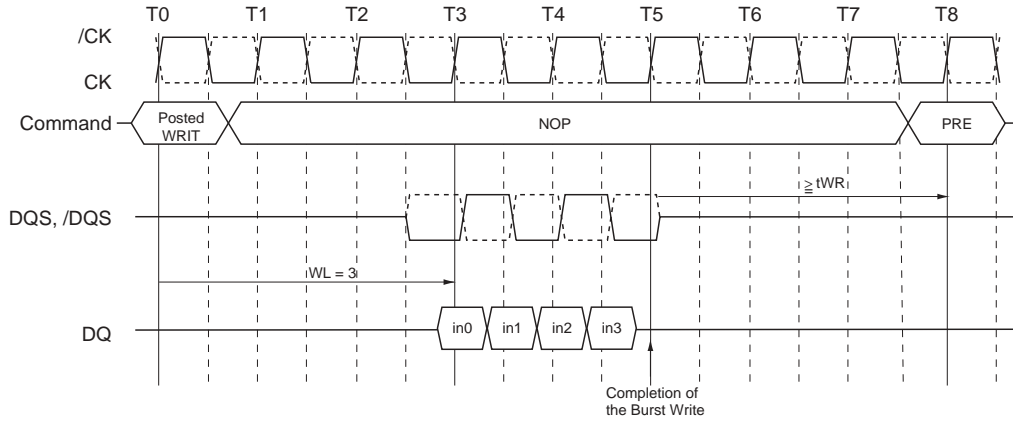 T0 T1 T2 T3 T4 T5 T6 T7 T8
/CK
CK
Command
Posted
WRIT
NOP
PRE
≧ tWR
DQS, /DQS
WL = 3
DQ
in0 in1 in2 in3
Completion of
the Burst Write